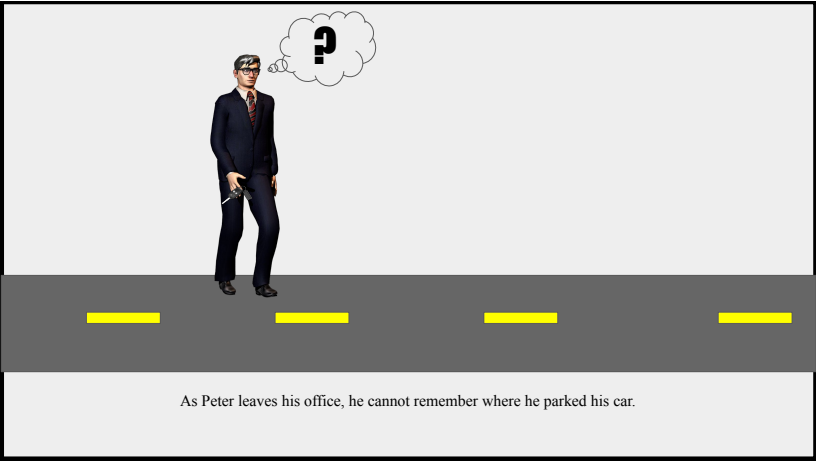 ?
As Peter leaves his office, he cannot remember where he parked his car.